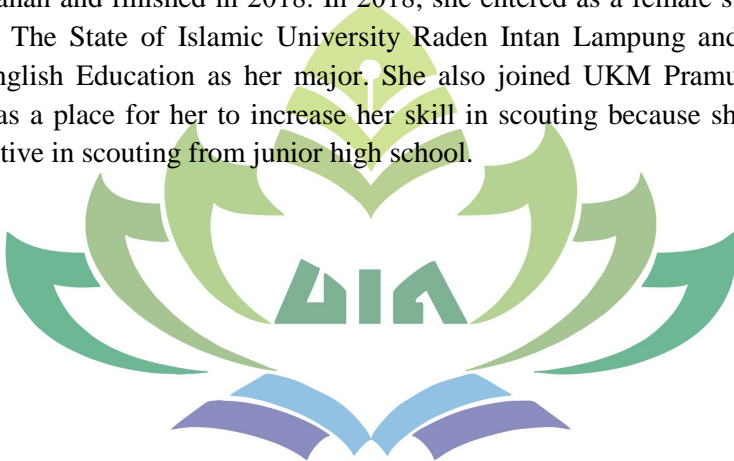 anan and finished in 2018. In 2018, she entered as a female s
The State of Islamic University Raden Intan Lampung and
nglish Education as her major. She also joined UKM Pramu
as a place for her to increase her skill in scouting because sh
tive in scouting from junior high school.
UIN